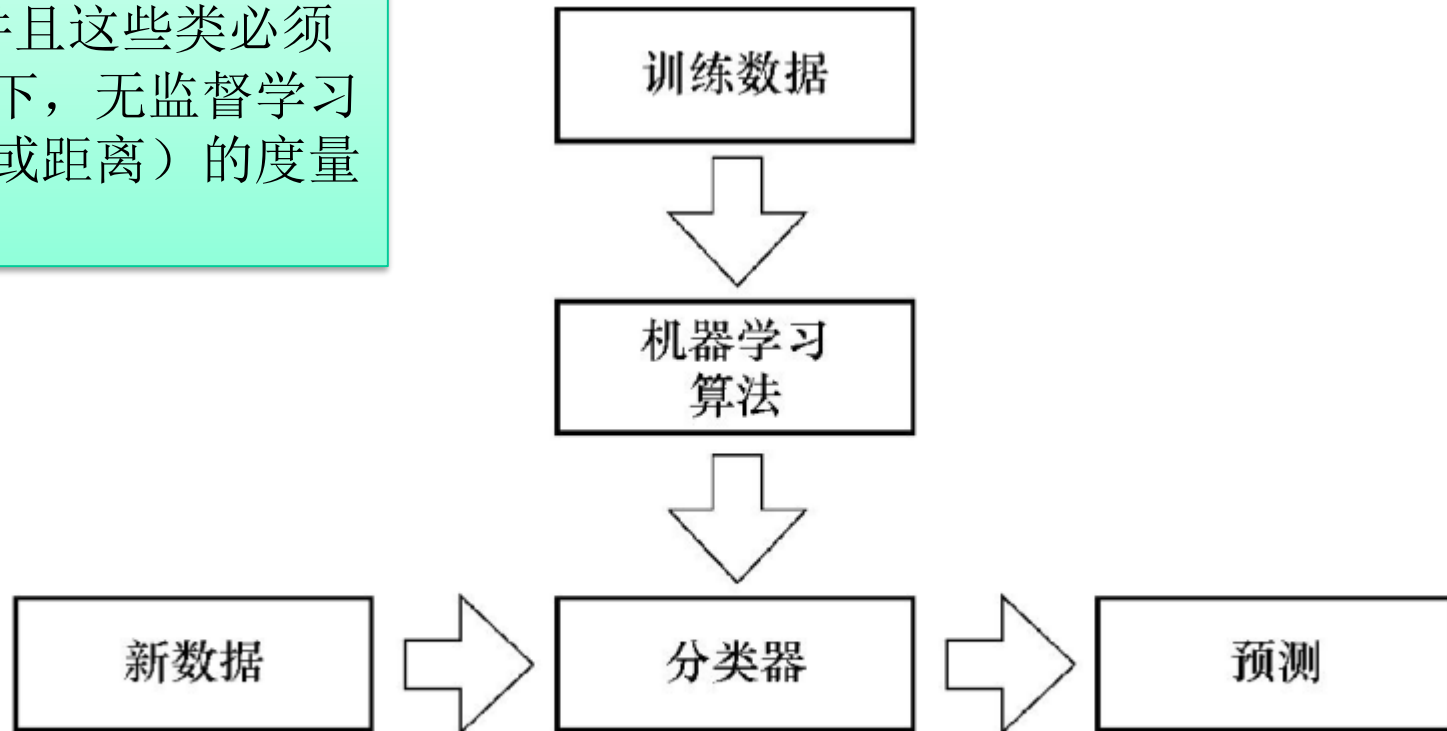 且这些类必须
下，无监督学习
或距离）的度量
训练数据
机器学习
算法
新数据
分类器
预测